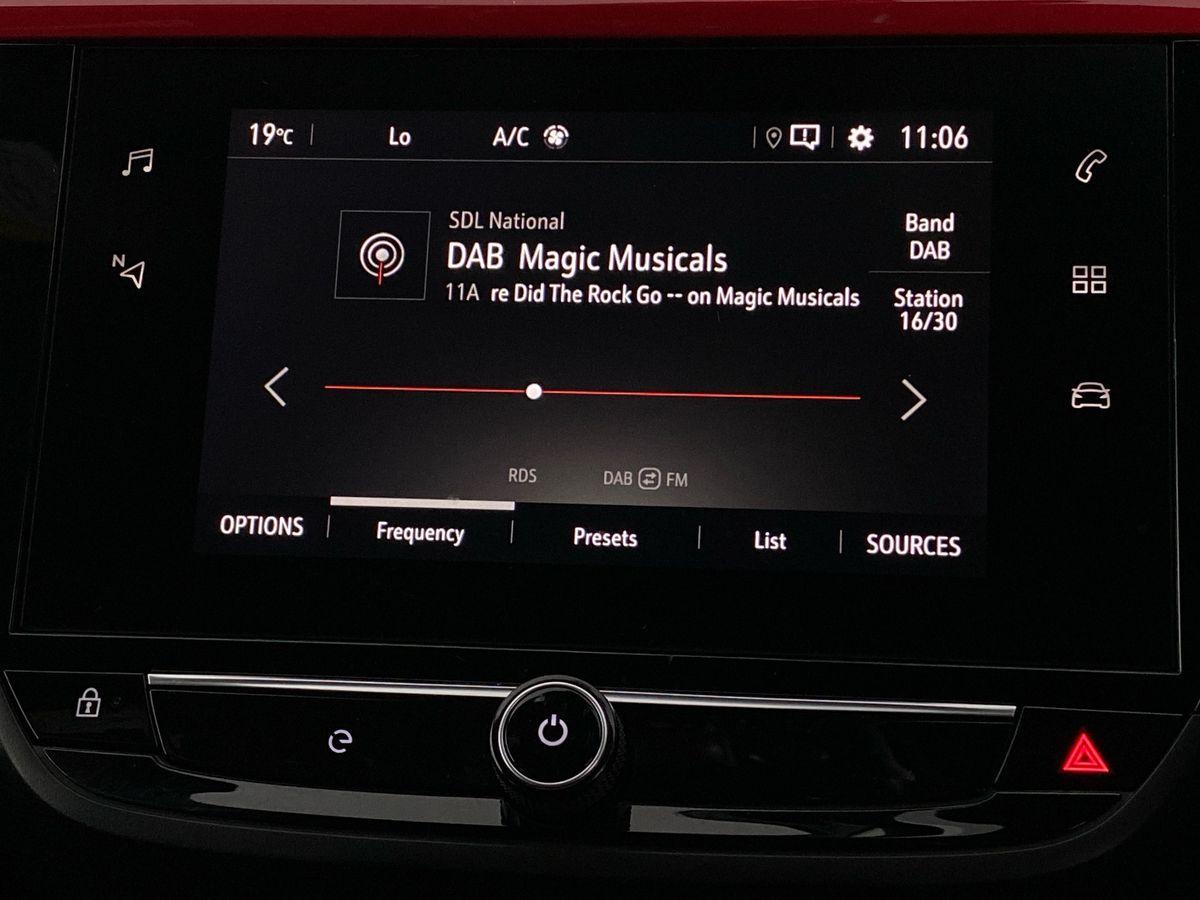 19°C Lo A/C 11:06
N
SDL National
DAB Magic Musicals
11A re Did The Rock Go -- on Magic Musicals
Band
DAB
Station
16/30
RDS DAB FM
OPTIONS Frequency Presets List SOURCES